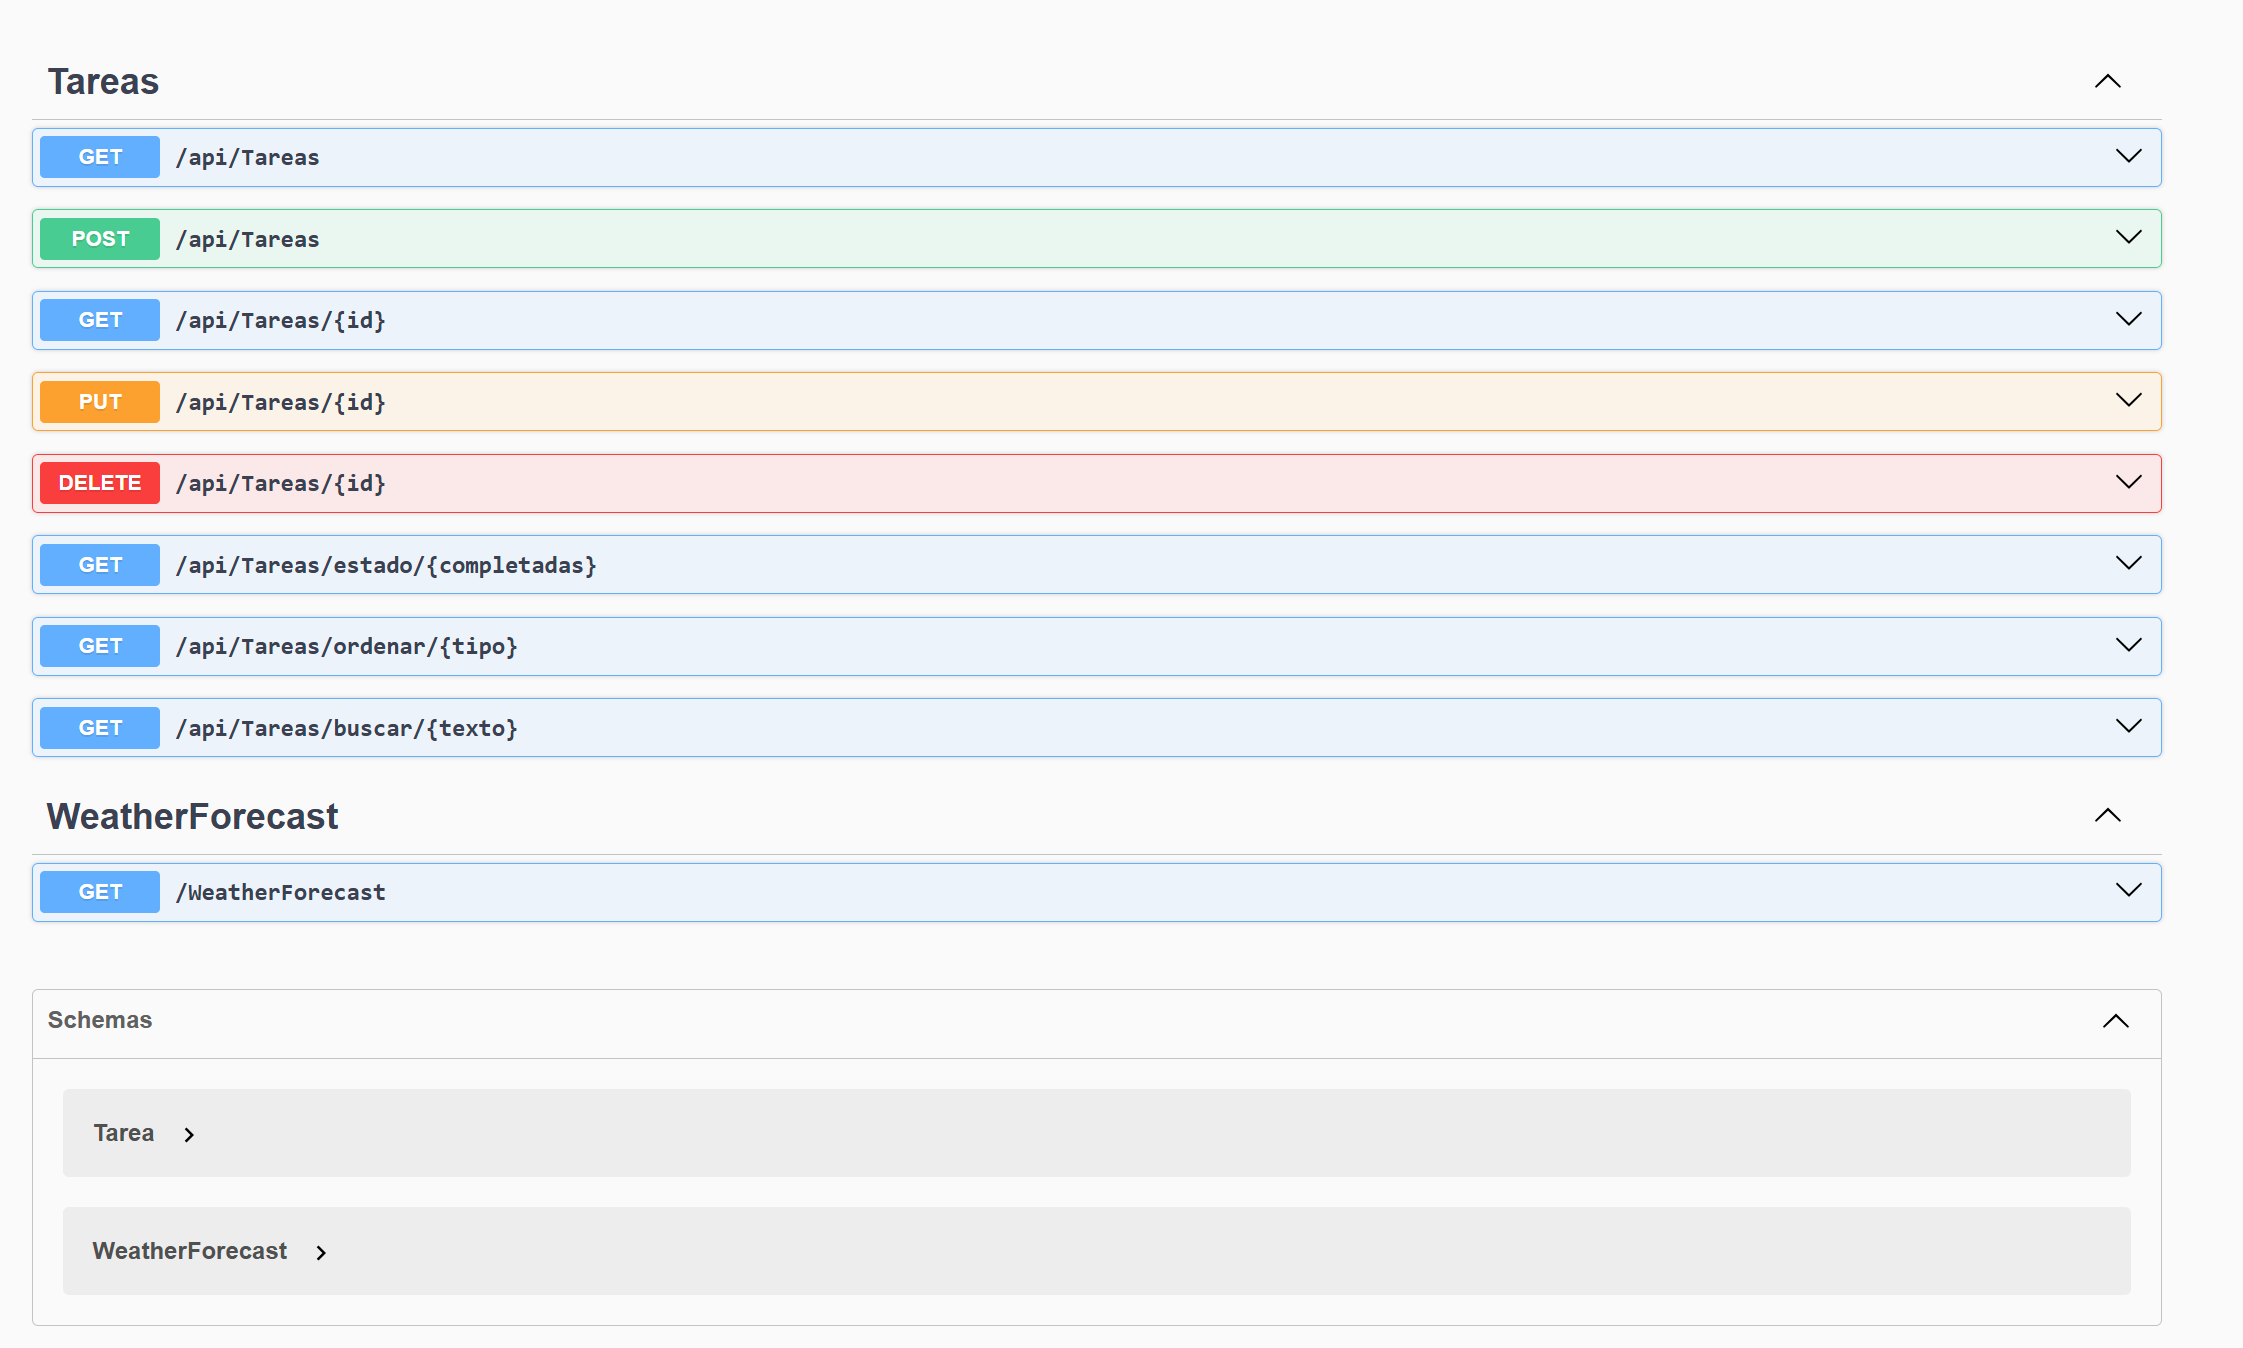 Tareas
GET /api/Tareas
POST /api/Tareas
GET /api/Tareas/{id}
PUT /api/Tareas/{id}
DELETE /api/Tareas/{id}
GET /api/Tareas/estado/{completadas}
GET /api/Tareas/ordenar/{tipo}
GET /api/Tareas/buscar/{texto}
WeatherForecast
GET /WeatherForecast
Schemas
Tarea
WeatherForecast